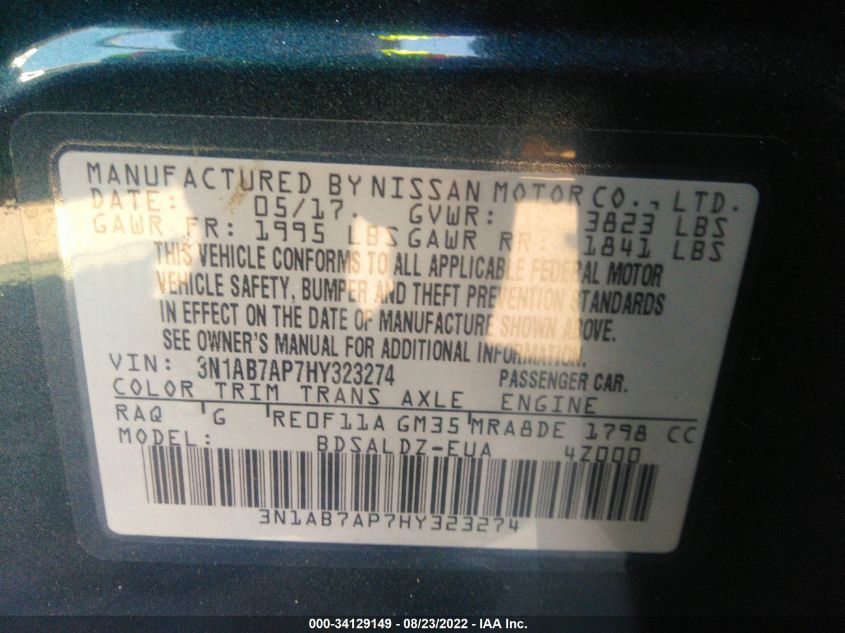 MANUFACTURED BY NISSAN MOTOR CO., LTD.
DATE: 05/17. GVWR: 3823 LBS
GAWR FR: 1995 LBS GAWR RR: 1841 LBS
THIS VEHICLE CONFORMS TO ALL APPLICABLE FEDERAL MOTOR
VEHICLE SAFETY, BUMPER AND THEFT PREVENTION STANDARDS
IN EFFECT ON THE DATE OF MANUFACTURE SHOWN ABOVE.
SEE OWNER'S MANUAL FOR ADDITIONAL INFORMATION.
VIN: 3N1AB7AP7HY323274 PASSENGER CAR.
COLOR TRIM TRANS AXLE ENGINE
RAQ G RE0F11A GM35 MRA8DE 1798 CC
MODEL: BDSALDZ-EUA 4Z000
3N1AB7AP7HY323274
000-34129149 - 08/23/2022 - IAA Inc.